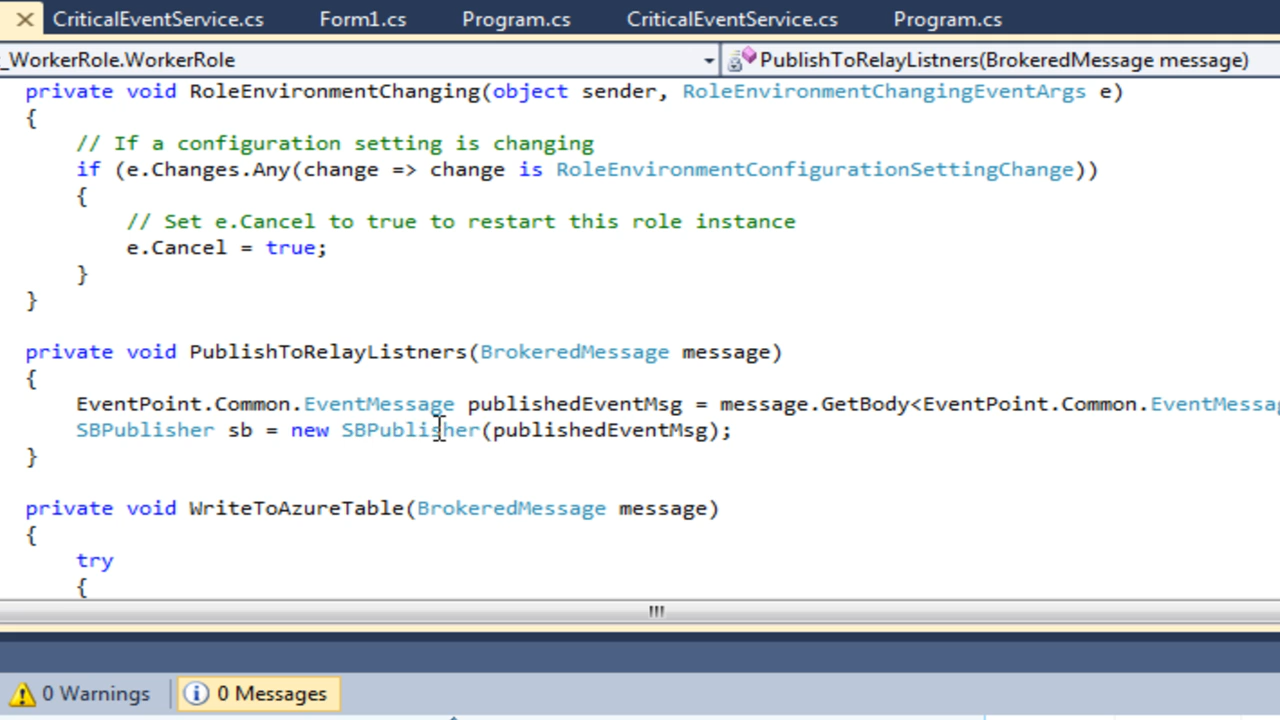 CriticalEventService.cs Form1.cs Program.cs CriticalEventService.cs Program.cs
_WorkerRole.WorkerRole PublishToRelayListners(BrokeredMessage message)
private void RoleEnvironmentChanging(object sender, RoleEnvironmentChangingEventArgs e)
{
// If a configuration setting is changing
if (e.Changes.Any(change => change is RoleEnvironmentConfigurationSettingChange))
{
// Set e.Cancel to true to restart this role instance
e.Cancel = true;
}
}
private void PublishToRelayListners(BrokeredMessage message)
{
EventPoint.Common.EventMessage publishedEventMsg = message.GetBody<EventPoint.Common.EventMessag
SBPublisher sb = new SBPublisher(publishedEventMsg);
}
private void WriteToAzureTable(BrokeredMessage message)
{
try
{
0 Warnings 0 Messages